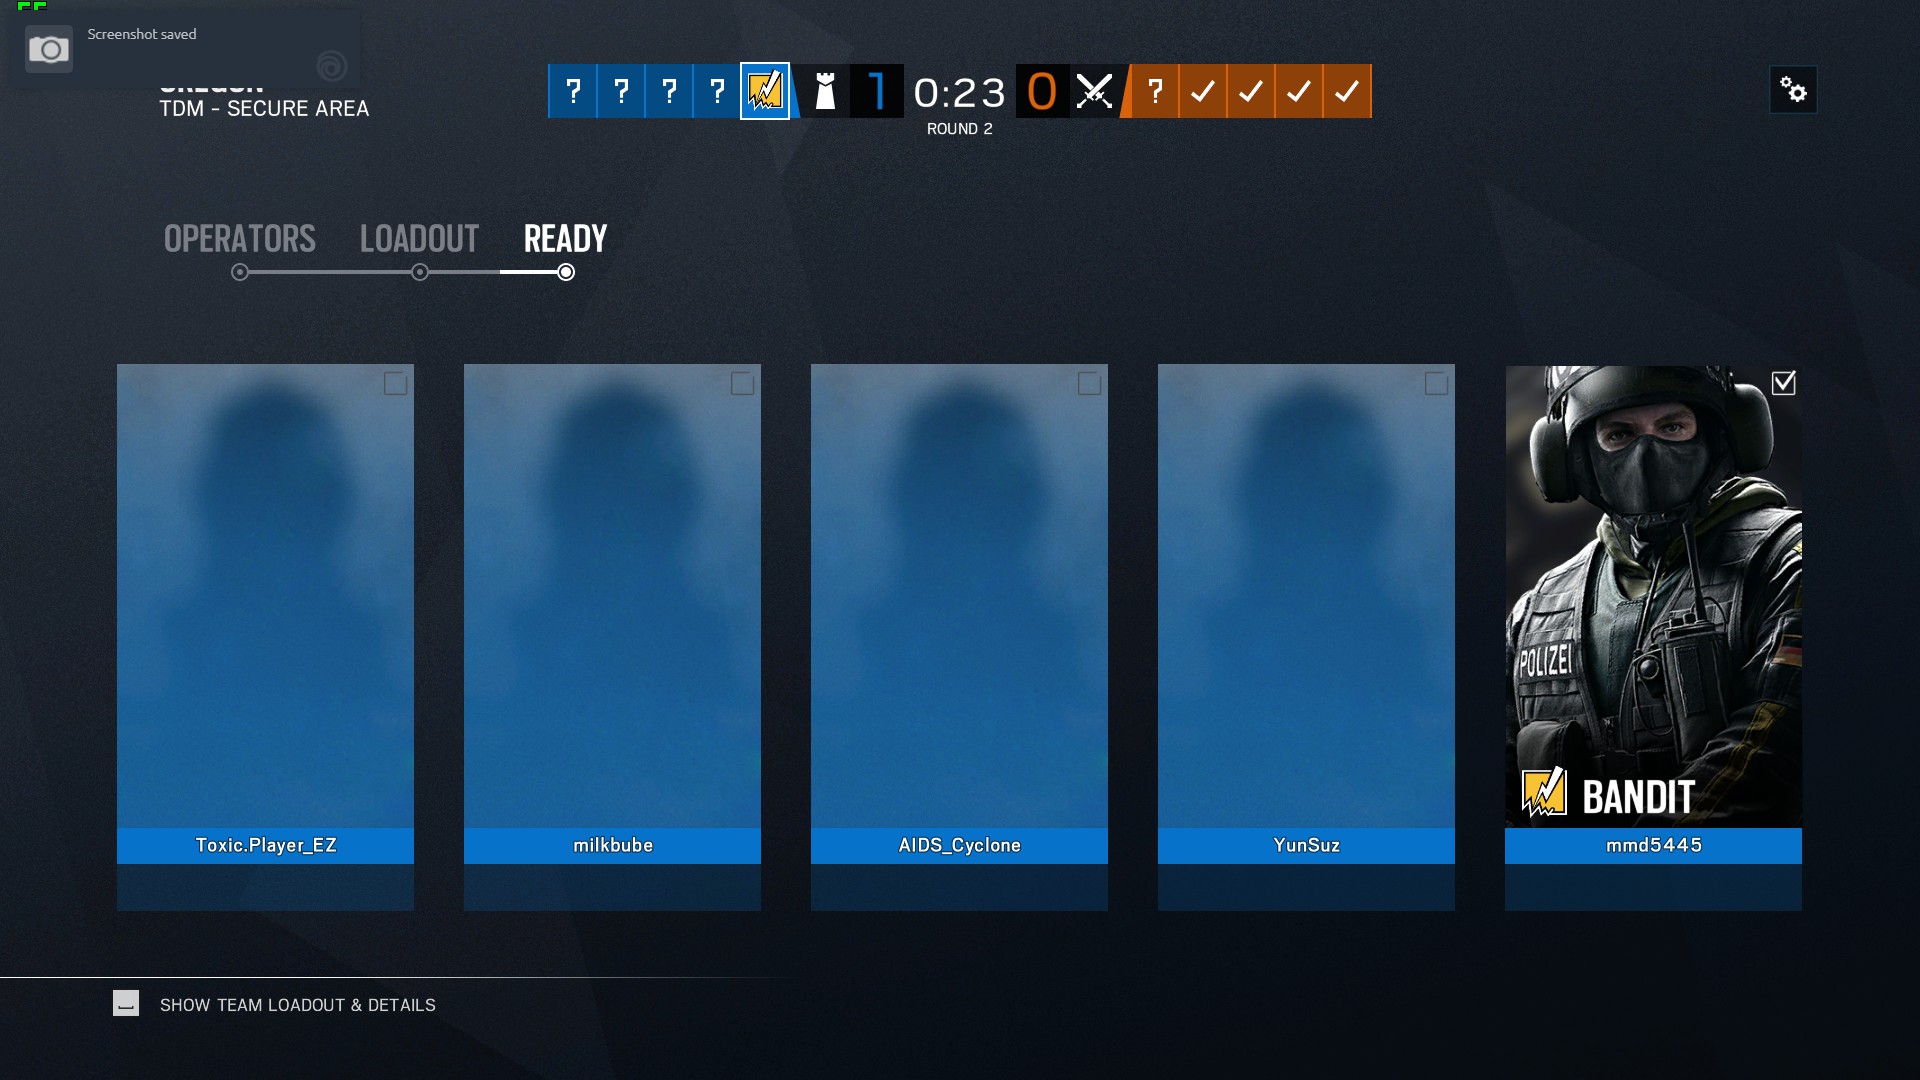 Screenshot saved
OREGON
TDM - SECURE AREA
? ? ? ? 1 0:23 0 ?
ROUND 2
OPERATORS LOADOUT READY
POLIZEI
BANDIT
Toxic.Player_EZ milkbube AIDS_Cyclone YunSuz mmd5445
SHOW TEAM LOADOUT & DETAILS